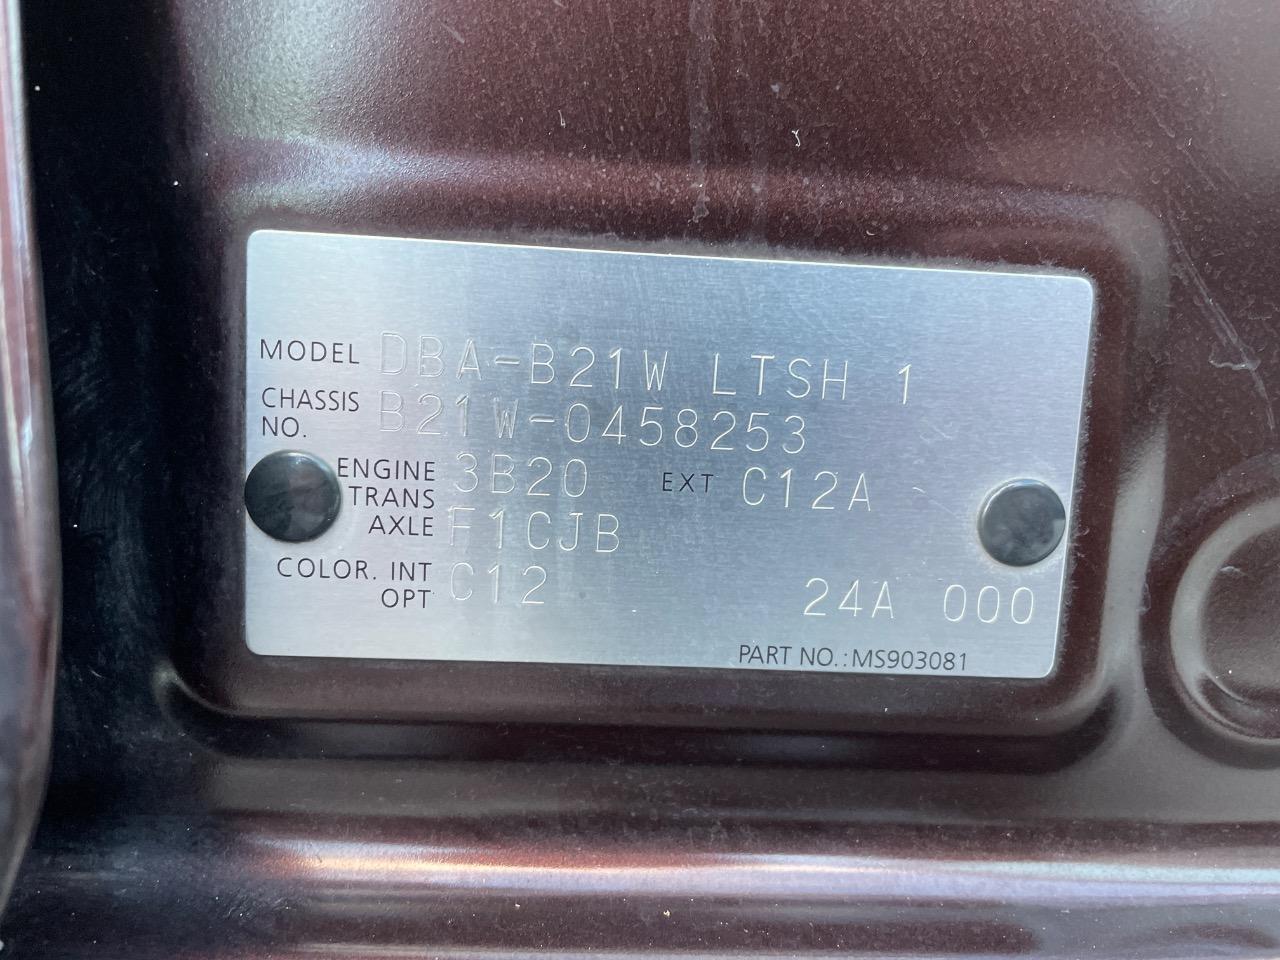 MODEL DBA-B21W LTSH 1
CHASSIS NO. B21W-0458253
ENGINE 3B20 EXT C12A
TRANS AXLE F1CJB
COLOR. INT OPT C12 24A 000
PART NO.:MS903081